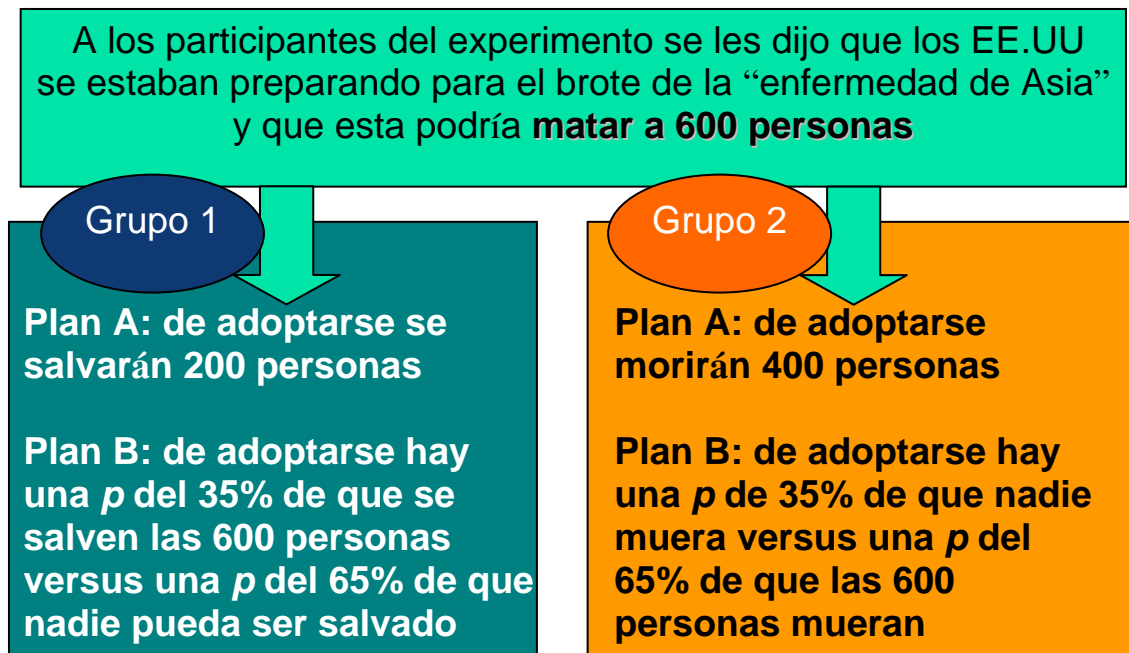 A los participantes del experimento se les dijo que los EE.UU
se estaban preparando para el brote de la “enfermedad de Asia”
y que esta podría matar a 600 personas
Grupo 1
Plan A: de adoptarse se
salvarán 200 personas
Plan B: de adoptarse hay
una p del 35% de que se
salven las 600 personas
versus una p del 65% de que
nadie pueda ser salvado
Grupo 2
Plan A: de adoptarse
morirán 400 personas
Plan B: de adoptarse hay
una p de 35% de que nadie
muera versus una p del
65% de que las 600
personas mueran